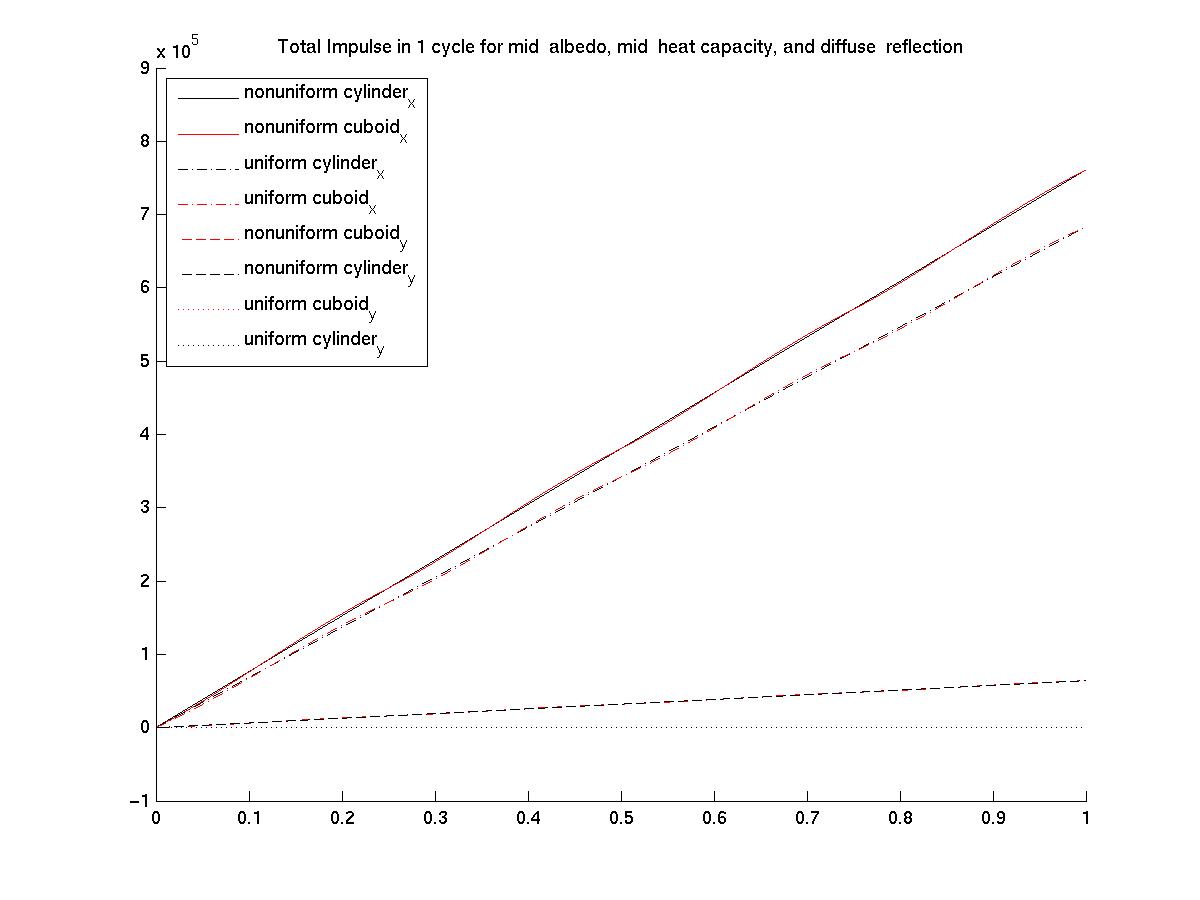 Total Impulse in 1 cycle for mid albedo, mid heat capacity, and diffuse reflection
x 10^5
9
8
7
6
5
4
3
2
1
0
−1
nonuniform cylinder_x
nonuniform cuboid_x
uniform cylinder_x
uniform cuboid_x
nonuniform cuboid_y
nonuniform cylinder_y
uniform cuboid_y
uniform cylinder_y
0 0.1 0.2 0.3 0.4 0.5 0.6 0.7 0.8 0.9 1